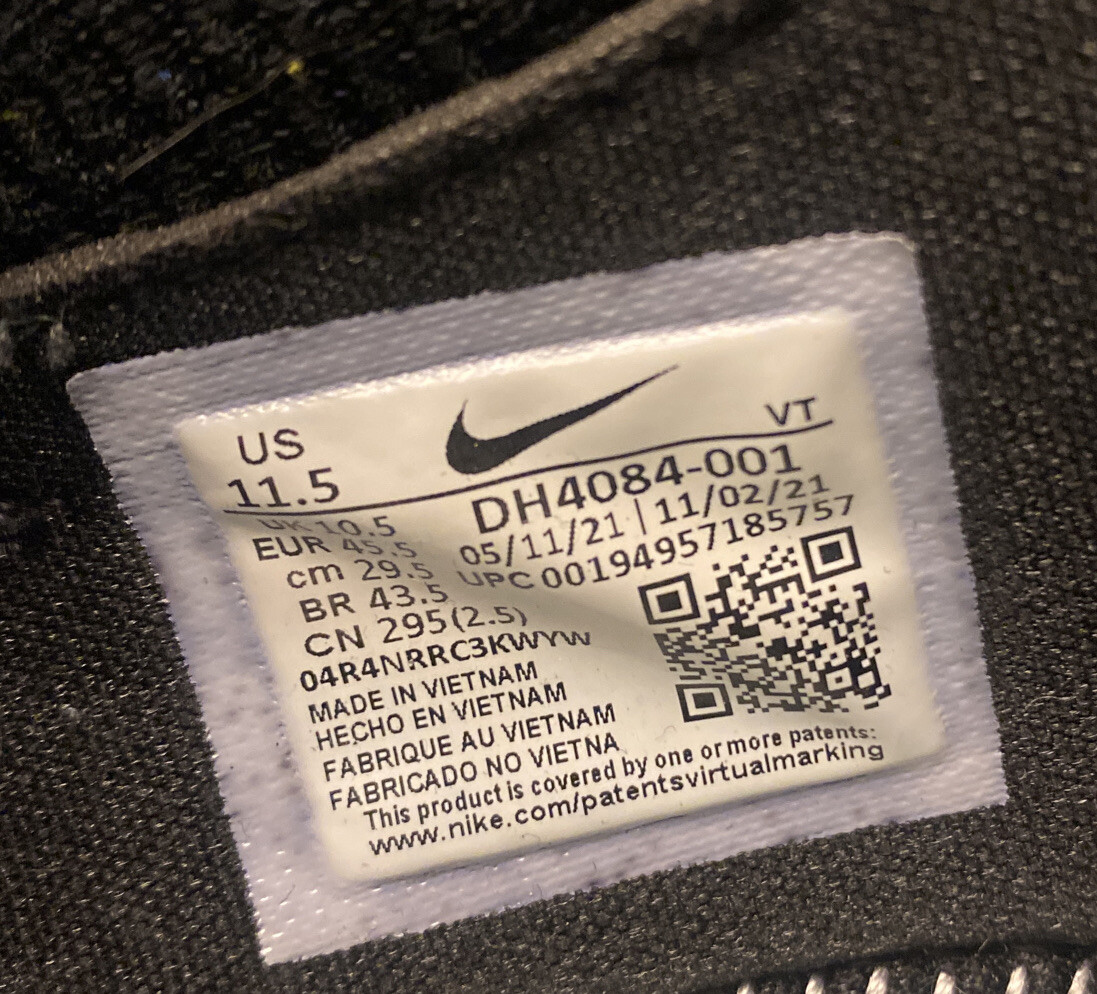 US
11.5
VT
UK 10.5
EUR 45.5
cm 29.5
BR 43.5
CN 295(2.5)
DH4084-001
05/11/21 | 11/02/21
UPC 00194957185757
04R4NRRC3KWYW
MADE IN VIETNAM
HECHO EN VIETNAM
FABRIQUE AU VIETNAM
FABRICADO NO VIETNA
This product is covered by one or more patents:
www.nike.com/patentsvirtualmarking